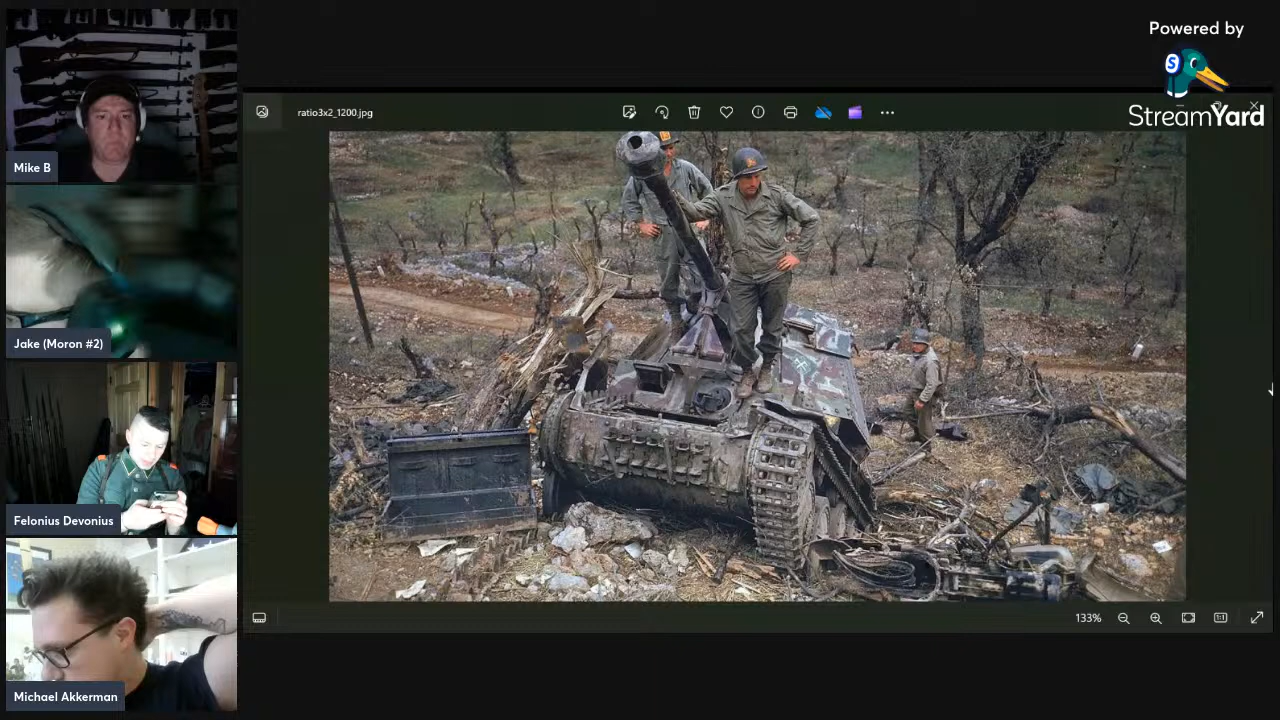 Powered by
StreamYard
ratio3x2_1200.jpg
Mike B
Jake (Moron #2)
Felonius Devonius
Michael Akkerman
133%